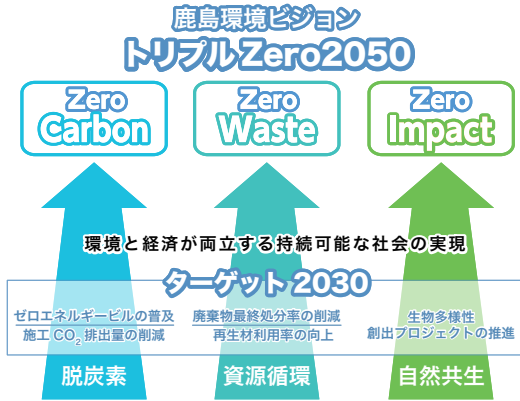 鹿島環境ビジョン
トリプルZero2050
Zero
Carbon
Zero
Waste
Zero
Impact
環境と経済が両立する持続可能な社会の実現
ターゲット 2030
ゼロエネルギービルの普及
施工 CO₂ 排出量の削減
廃棄物最終処分率の削減
再生材利用率の向上
生物多様性
創出プロジェクトの推進
脱炭素
資源循環
自然共生